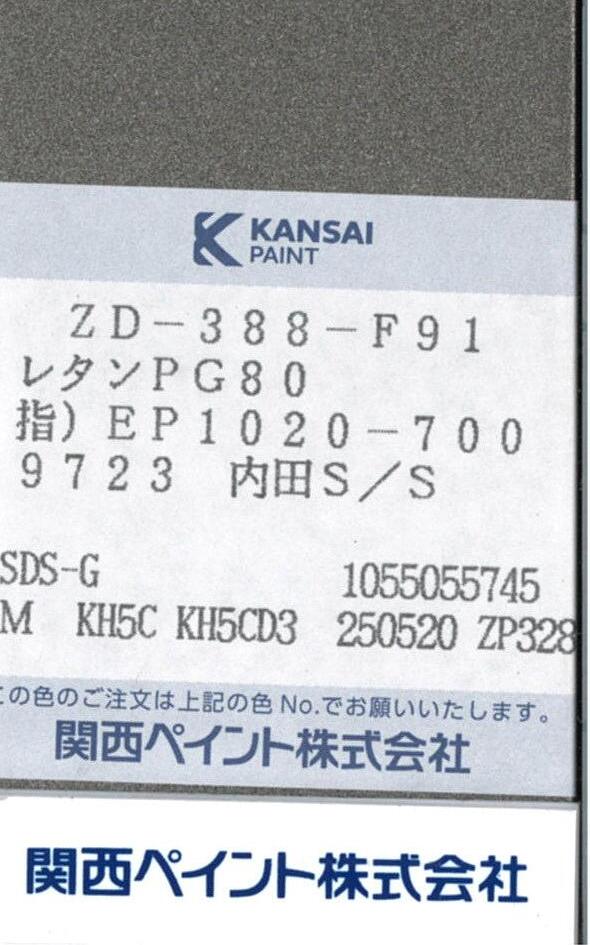 KANSAI
PAINT
ZD-388-F91
レタンPG80
指)EP1020-700
9723 内田S/S
SDS-G 1055055745
M KH5C KH5CD3 250520 ZP328
この色のご注文は上記の色No.でお願いいたします。
関西ペイント株式会社
関西ペイント株式会社